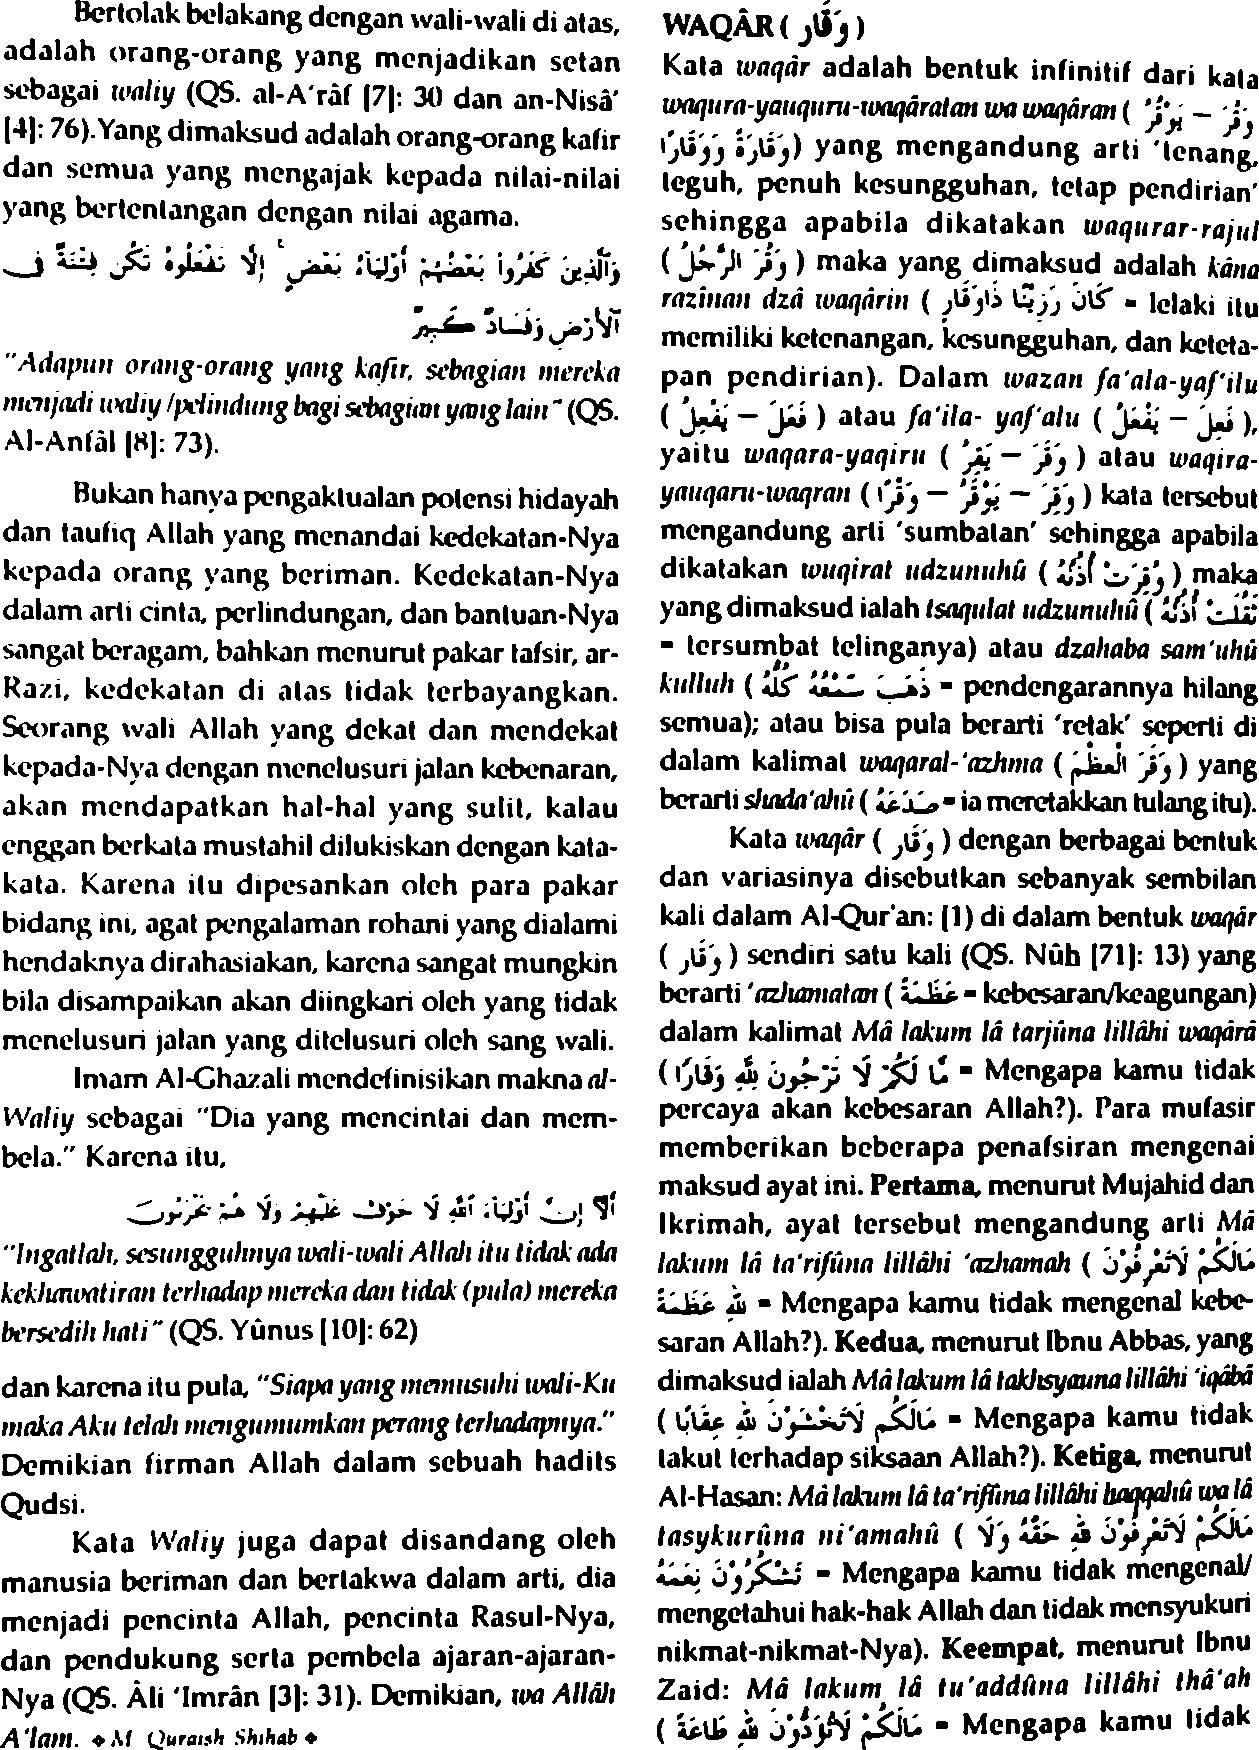 Bertolak belakang dengan wali-wali di atas,
adalah orang-orang yang menjadikan setan
sebagai waliy (QS. al-A'râf [7]: 30 dan an-Nisâ'
[4]: 76).Yang dimaksud adalah orang-orang kafir
dan semua yang mengajak kepada nilai-nilai
yang bertentangan dengan nilai agama.
وَالَّذِينَ كَفَرُوا بَعْضُهُمْ أَوْلِيَاءُ بَعْضٍ ۚ إِلَّا تَفْعَلُوهُ تَكُن فِتْنَةٌ فِي
الْأَرْضِ وَفَسَادٌ كَبِيرٌ
"Adapun orang-orang yang kafir, sebagian mereka
menjadi waliy/pelindung bagi sebagian yang lain" (QS.
Al-Anfâl [8]: 73).
Bukan hanya pengaktualan potensi hidayah
dan taufiq Allah yang menandai kedekatan-Nya
kepada orang yang beriman. Kedekatan-Nya
dalam arti cinta, perlindungan, dan bantuan-Nya
sangat beragam, bahkan menurut pakar tafsir, ar-
Razi, kedekatan di atas tidak terbayangkan.
Seorang wali Allah yang dekat dan mendekat
kepada-Nya dengan menelusuri jalan kebenaran,
akan mendapatkan hal-hal yang sulit, kalau
enggan berkata mustahil dilukiskan dengan kata-
kata. Karena itu dipesankan oleh para pakar
bidang ini, agat pengalaman rohani yang dialami
hendaknya dirahasiakan, karena sangat mungkin
bila disampaikan akan diingkari oleh yang tidak
menelusuri jalan yang ditelusuri oleh sang wali.
Imam Al-Ghazali mendefinisikan makna al-
Waliy sebagai "Dia yang mencintai dan mem-
bela." Karena itu,
أَلَا إِنَّ أَوْلِيَاءَ اللَّهِ لَا خَوْفٌ عَلَيْهِمْ وَلَا هُمْ يَحْزَنُونَ
"Ingatlah, sesungguhnya wali-wali Allah itu tidak ada
kekhawatiran terhadap mereka dan tidak (pula) mereka
bersedih hati" (QS. Yûnus [10]: 62)
dan karena itu pula, "Siapa yang memusuhi wali-Ku
maka Aku telah mengumumkan perang terhadapnya."
Demikian firman Allah dalam sebuah hadits
Qudsi.
Kata Waliy juga dapat disandang oleh
manusia beriman dan bertakwa dalam arti, dia
menjadi pencinta Allah, pencinta Rasul-Nya,
dan pendukung serta pembela ajaran-ajaran-
Nya (QS. Âli 'Imrân [3]: 31). Demikian, wa Allâh
A'lam. ◆ M. Quraish Shihab ◆
WAQÂR ( وَقَار )
Kata waqâr adalah bentuk infinitif dari kata
waqura-yauquru-waqâratan wa waqâran ( وَقُرَ – يَوْقُرُ
وَقَارَةً وَوَقَارًا) yang mengandung arti 'tenang,
teguh, penuh kesungguhan, tetap pendirian'
sehingga apabila dikatakan waqurar-rajul
( وَقُرَ الرَّجُلُ ) maka yang dimaksud adalah kâna
razînan dzâ waqârin ( كَانَ رَزِيْنًا ذَاوَقَارٍ = lelaki itu
memiliki ketenangan, kesungguhan, dan keteta-
pan pendirian). Dalam wazan fa'ala-yaf'ilu
( فَعَلَ – يَفْعِلُ ) atau fa'ila- yaf'alu ( فَعِلَ – يَفْعَلُ ),
yaitu waqara-yaqiru ( وَقَرَ – يَقِرُ ) atau waqira-
yauqaru-waqran ( وَقِرَ – يَوْقَرُ – وَقْرًا ) kata tersebut
mengandung arti 'sumbatan' sehingga apabila
dikatakan wuqirat udzunuhû ( وُقِرَتْ أُذُنُهُ ) maka
yang dimaksud ialah tsaqulat udzunuhû ( ثَقُلَتْ أُذُنُهُ
= tersumbat telinganya) atau dzahaba sam'uhû
kulluh ( ذَهَبَ سَمْعُهُ كُلُّهُ = pendengarannya hilang
semua); atau bisa pula berarti 'retak' seperti di
dalam kalimat waqaral-'azhma ( وَقَرَ الْعَظْمَ ) yang
berarti shada'ahû ( صَدَعَهُ = ia meretakkan tulang itu).
Kata waqâr ( وَقَار ) dengan berbagai bentuk
dan variasinya disebutkan sebanyak sembilan
kali dalam Al-Qur'an: (1) di dalam bentuk waqâr
( وَقَار ) sendiri satu kali (QS. Nûh [71]: 13) yang
berarti 'azhamatan ( عَظَمَةً = kebesaran/keagungan)
dalam kalimat Mâ lakum lâ tarjûna lillâhi waqârâ
( مَّا لَكُمْ لَا تَرْجُونَ لِلَّهِ وَقَارًا = Mengapa kamu tidak
percaya akan kebesaran Allah?). Para mufasir
memberikan beberapa penafsiran mengenai
maksud ayat ini. Pertama, menurut Mujahid dan
Ikrimah, ayat tersebut mengandung arti Mâ
lakum lâ ta'rifûna lillâhi 'azhamah ( مَالَكُمْ لَاتَعْرِفُوْنَ
لِلَّهِ عَظَمَةً = Mengapa kamu tidak mengenal kebe-
saran Allah?). Kedua, menurut Ibnu Abbas, yang
dimaksud ialah Mâ lakum lâ takhsyauna lillâhi 'iqâbâ
( مَالَكُمْ لَاتَخْشَوْنَ لِلَّهِ عِقَابًا = Mengapa kamu tidak
takut terhadap siksaan Allah?). Ketiga, menurut
Al-Hasan: Mâ lakum lâ ta'rifûna lillâhi haqqahû wa lâ
tasykurûna ni'amahû ( مَالَكُمْ لَاتَعْرِفُوْنَ لِلَّهِ حَقَّهُ وَلَا
تَشْكُرُوْنَ نِعَمَهُ = Mengapa kamu tidak mengenal/
mengetahui hak-hak Allah dan tidak mensyukuri
nikmat-nikmat-Nya). Keempat, menurut Ibnu
Zaid: Mâ lakum lâ tu'addûna lillâhi thâ'ah
( مَالَكُمْ لَاتُؤَدُّوْنَ لِلَّهِ طَاعَةً = Mengapa kamu tidak